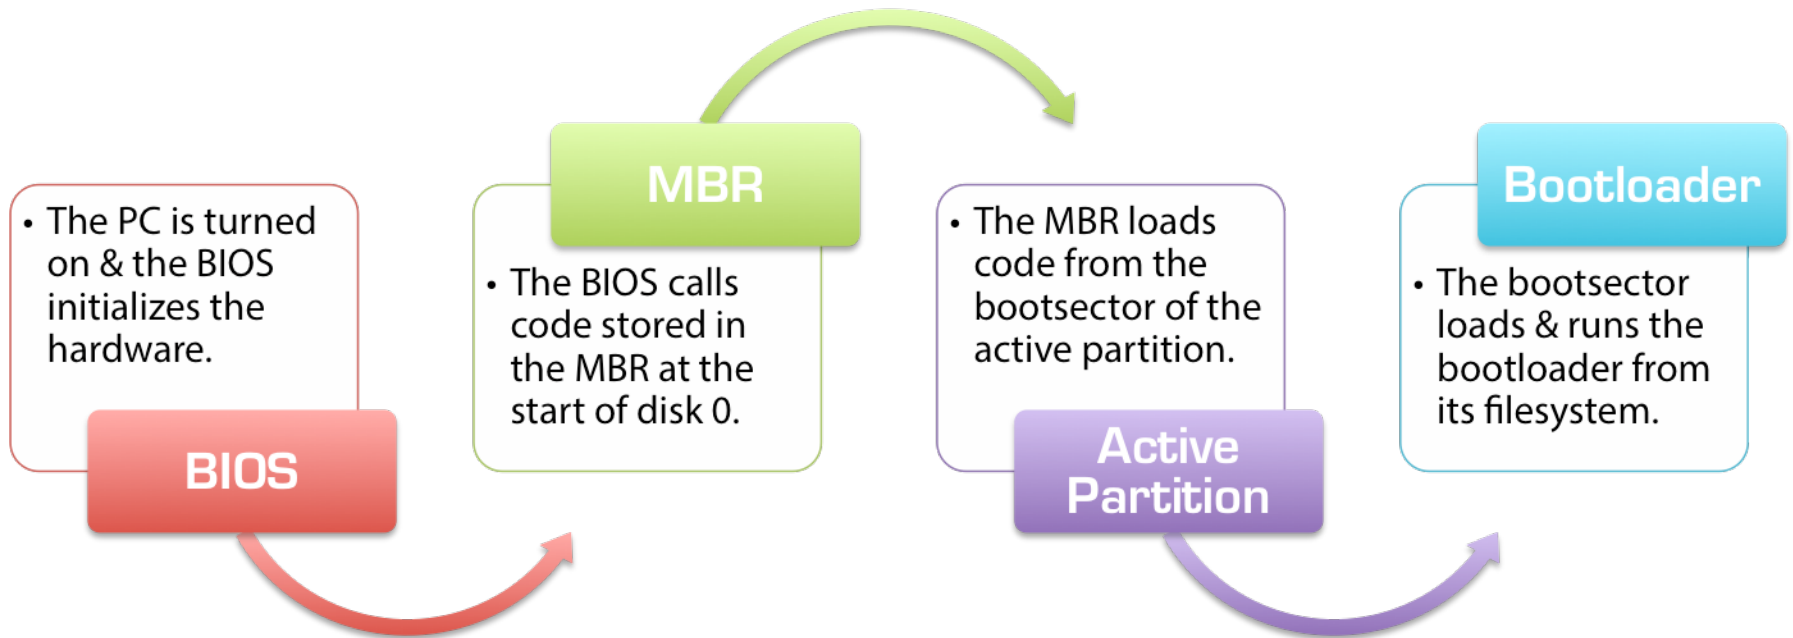 • The PC is turned
on & the BIOS
initializes the
hardware.
BIOS
MBR
• The BIOS calls
code stored in
the MBR at the
start of disk 0.
• The MBR loads
code from the
bootsector of the
active partition.
Active
Partition
Bootloader
• The bootsector
loads & runs the
bootloader from
its filesystem.